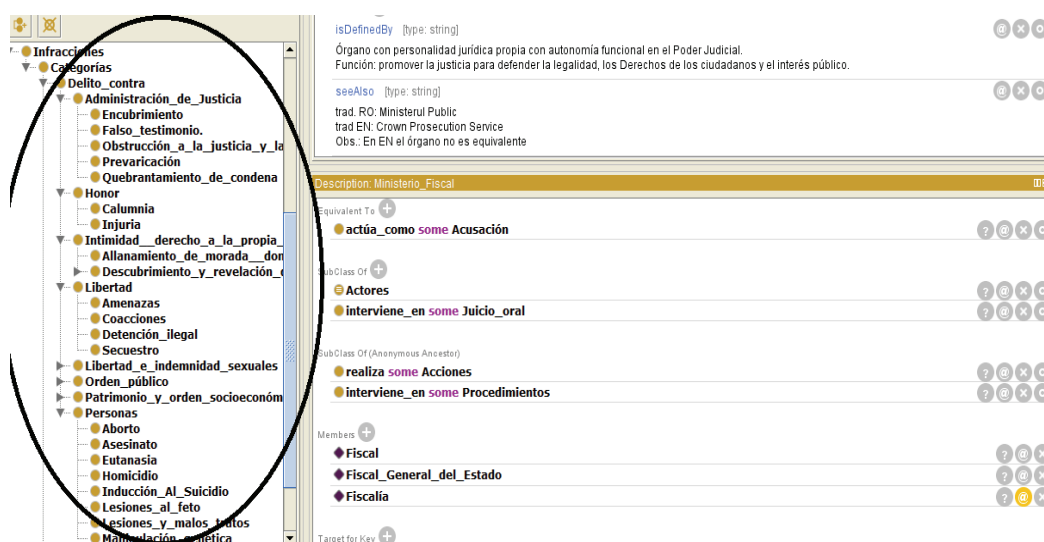 Infracciones
Categorías
Delito_contra
Administración_de_Justicia
Encubrimiento
Falso_testimonio.
Obstrucción_a_la_justicia_y_la
Prevaricación
Quebrantamiento_de_condena
Honor
Calumnia
Injuria
Intimidad__derecho_a_la_propia_
Allanamiento_de_morada__don
Descubrimiento_y_revelación_
Libertad
Amenazas
Coacciones
Detención_ilegal
Secuestro
Libertad_e_indemnidad_sexuales
Orden_público
Patrimonio_y_orden_socioeconóm
Personas
Aborto
Asesinato
Eutanasia
Homicidio
Inducción_Al_Suicidio
Lesiones_al_feto
Lesiones_y_malos_tratos
Manipulación_genética
isDefinedBy [type: string]
Órgano con personalidad jurídica propia con autonomía funcional en el Poder Judicial.
Función: promover la justicia para defender la legalidad, los Derechos de los ciudadanos y el interés público.
seeAlso [type: string]
trad. RO: Ministerul Public
trad EN: Crown Prosecution Service
Obs.: En EN el órgano no es equivalente
Description: Ministerio_Fiscal
Equivalent To
actúa_como some Acusación
SubClass Of
Actores
interviene_en some Juicio_oral
SubClass Of (Anonymous Ancestor)
realiza some Acciones
interviene_en some Procedimientos
Members
Fiscal
Fiscal_General_del_Estado
Fiscalía
Target for Key